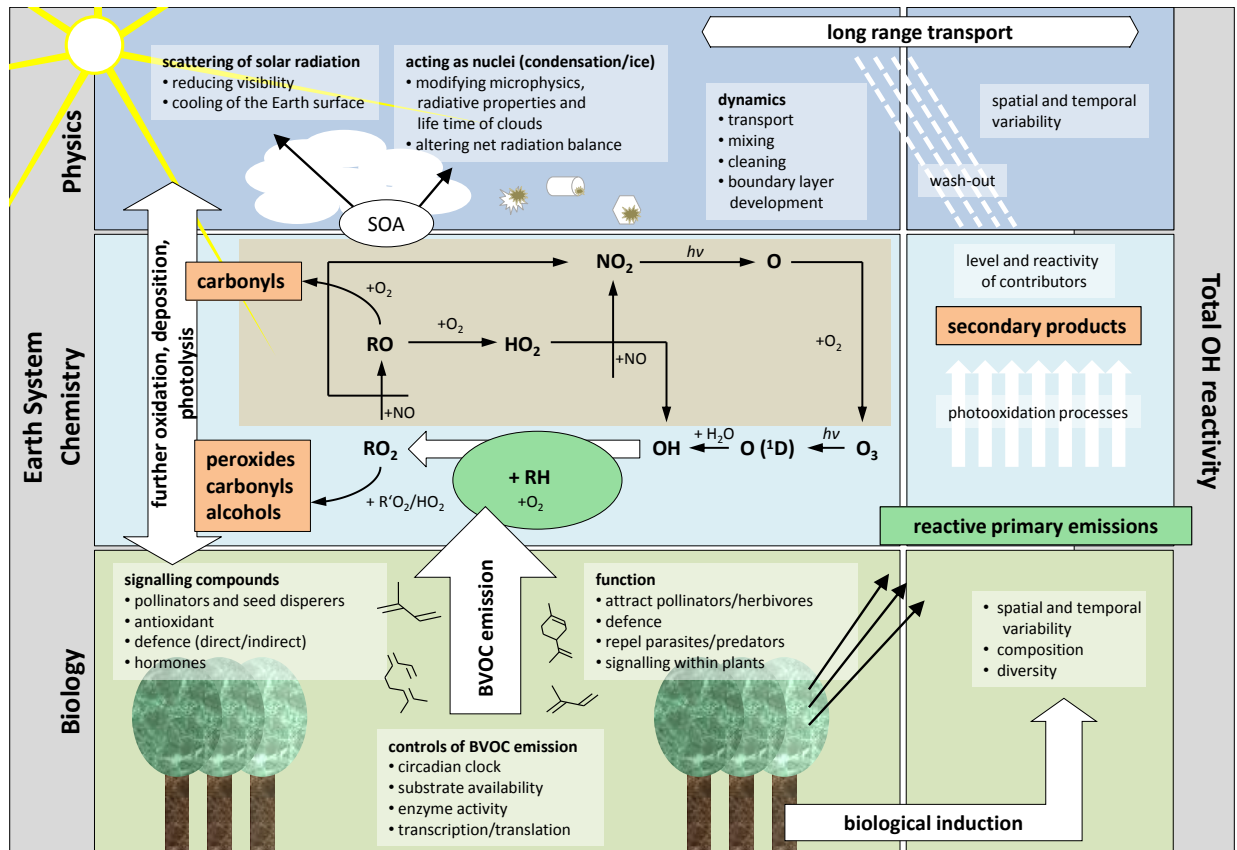 long range transport
scattering of solar radiation
• reducing visibility
• cooling of the Earth surface
acting as nuclei (condensation/ice)
• modifying microphysics,
radiative properties and
life time of clouds
• altering net radiation balance
dynamics
• transport
• mixing
• cleaning
• boundary layer
development
spatial and temporal
variability
wash-out
Physics
SOA
Earth System
Chemistry
further oxidation, deposition,
photolysis
carbonyls
+O₂
RO
+O₂
HO₂
NO₂
hν
O
+NO
+O₂
+NO
RO₂
+ RH
+O₂
OH
+ H₂O
O (¹D)
hν
O₃
peroxides
carbonyls
alcohols
+ R‘O₂/HO₂
level and reactivity
of contributors
secondary products
photooxidation processes
reactive primary emissions
Total OH reactivity
Biology
signalling compounds
• pollinators and seed disperers
• antioxidant
• defence (direct/indirect)
• hormones
BVOC emission
function
• attract pollinators/herbivores
• defence
• repel parasites/predators
• signalling within plants
• spatial and temporal
variability
• composition
• diversity
controls of BVOC emission
• circadian clock
• substrate availability
• enzyme activity
• transcription/translation
biological induction